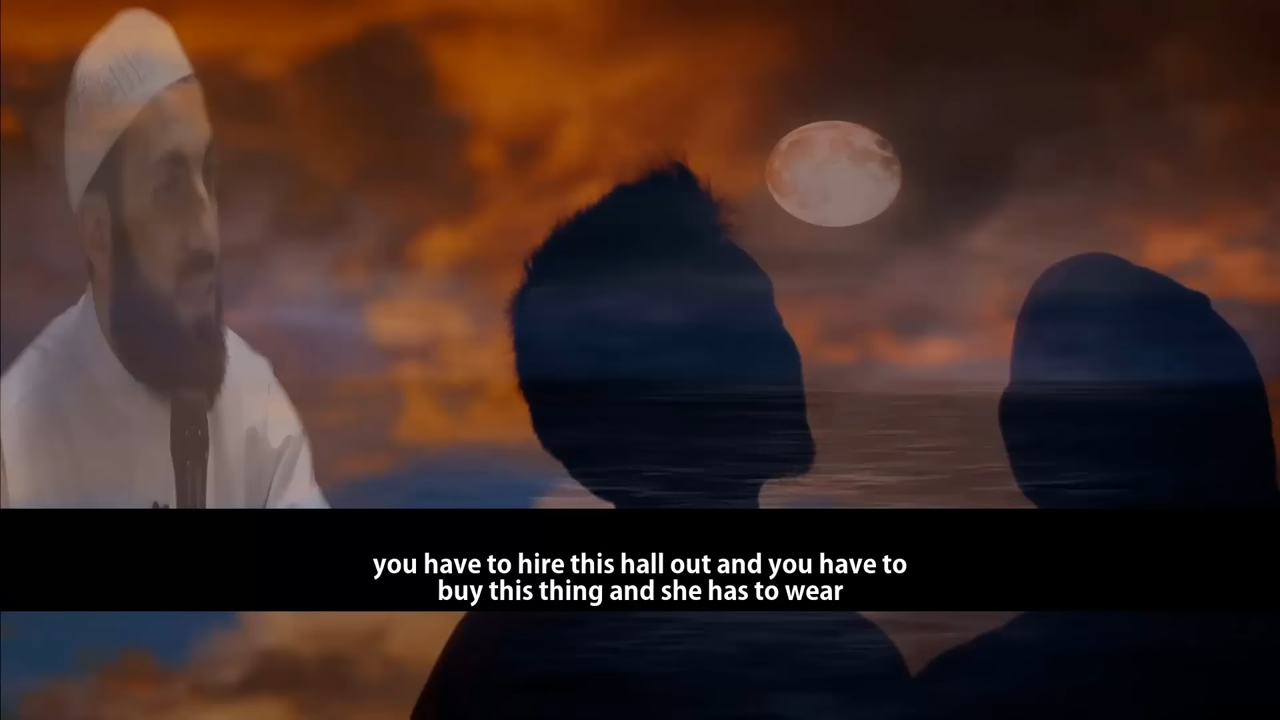 you have to hire this hall out and you have to
buy this thing and she has to wear